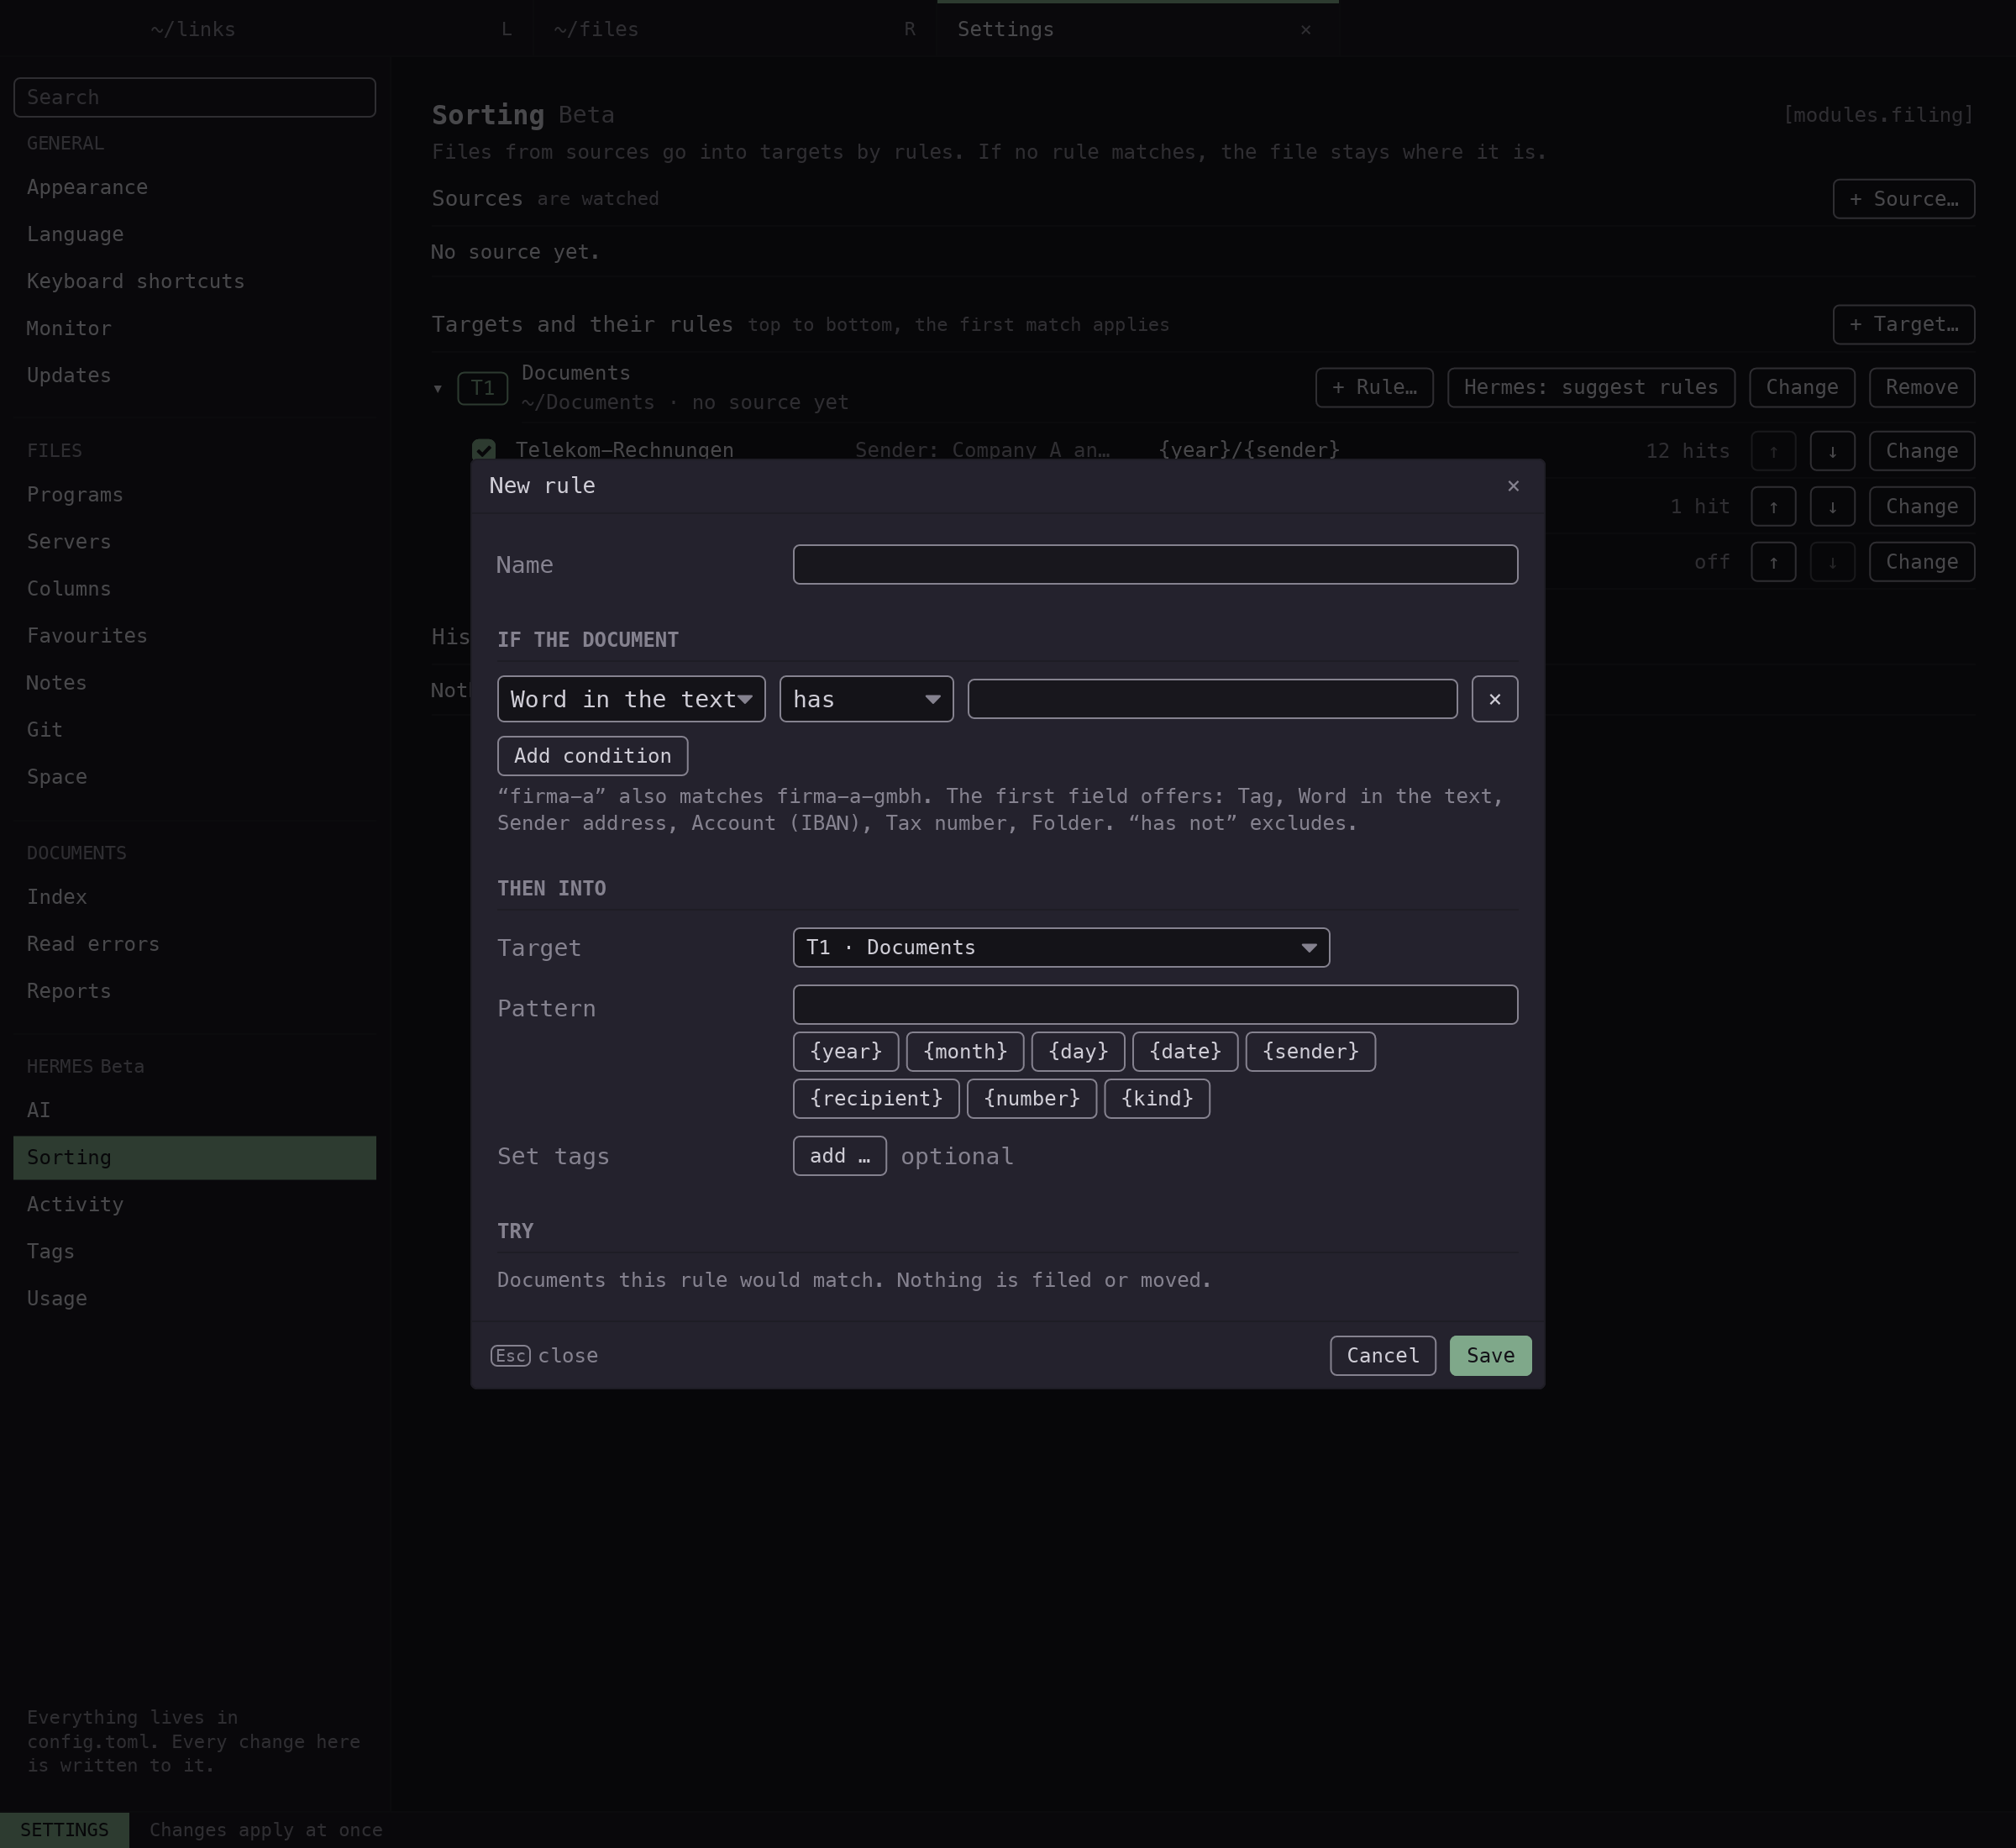 ~/links L ~/files R Settings ×
Search
GENERAL
Appearance
Language
Keyboard shortcuts
Monitor
Updates
FILES
Programs
Servers
Columns
Favourites
Notes
Git
Space
DOCUMENTS
Index
Read errors
Reports
HERMES Beta
AI
Sorting
Activity
Tags
Usage
Everything lives in
config.toml. Every change here
is written to it.
Sorting Beta [modules.filing]
Files from sources go into targets by rules. If no rule matches, the file stays where it is.
Sources are watched + Source…
No source yet.
Targets and their rules top to bottom, the first match applies + Target…
▾ T1 Documents
~/Documents · no source yet
+ Rule… Hermes: suggest rules Change Remove
Telekom-Rechnungen Sender: Company A an… {year}/{sender} 12 hits ↑ ↓ Change
1 hit ↑ ↓ Change
off ↑ ↓ Change
New rule ×
Name
IF THE DOCUMENT
Word in the text has ×
Add condition
“firma-a” also matches firma-a-gmbh. The first field offers: Tag, Word in the text,
Sender address, Account (IBAN), Tax number, Folder. “has not” excludes.
THEN INTO
Target T1 · Documents
Pattern
{year} {month} {day} {date} {sender}
{recipient} {number} {kind}
Set tags add … optional
TRY
Documents this rule would match. Nothing is filed or moved.
Esc close Cancel Save
SETTINGS Changes apply at once